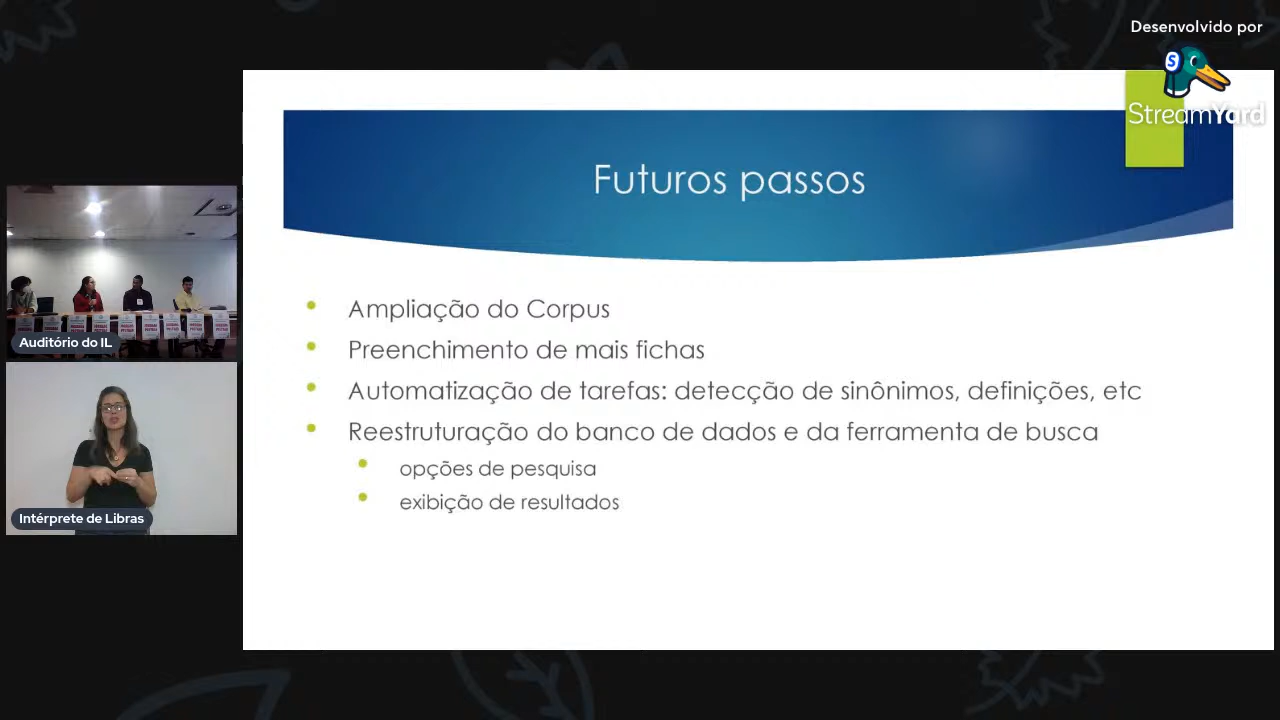 Desenvolvido por
StreamYard
Futuros passos
Ampliação do Corpus
Preenchimento de mais fichas
Automatização de tarefas: detecção de sinônimos, definições, etc
Reestruturação do banco de dados e da ferramenta de busca
opções de pesquisa
exibição de resultados
Auditório do IL
Intérprete de Libras